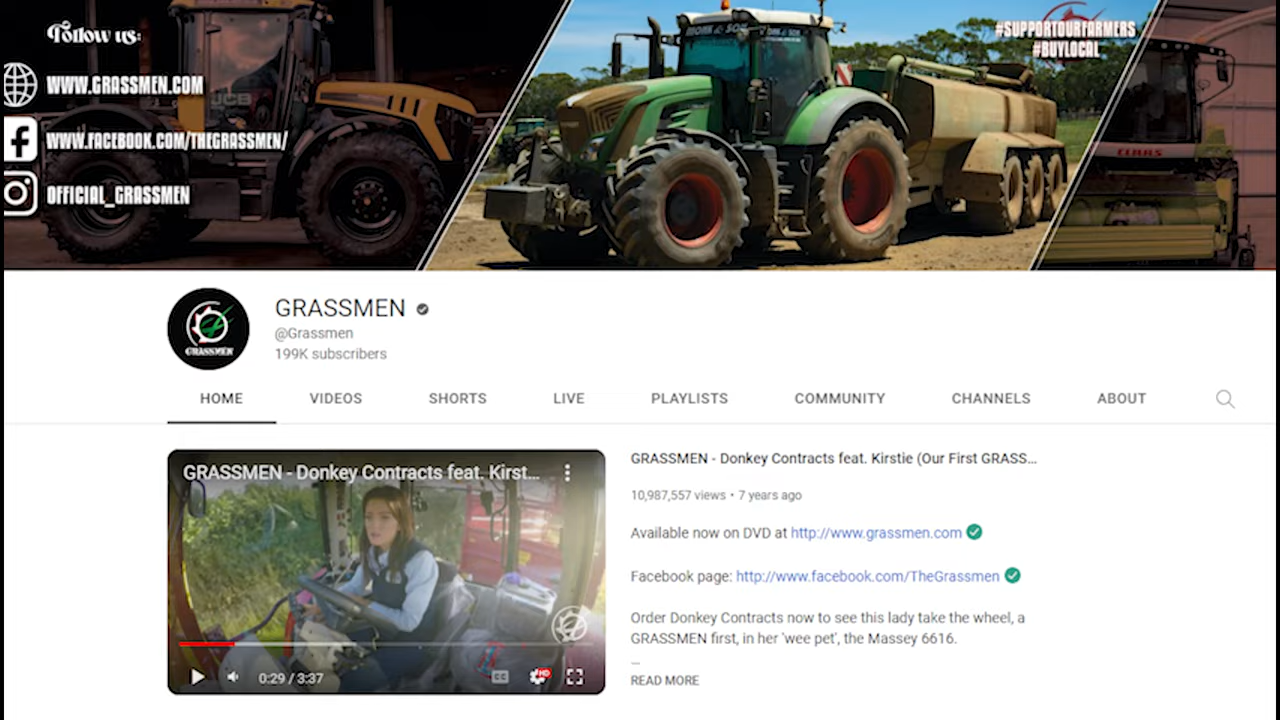 Follow us:
WWW.GRASSMEN.COM
WWW.FACEBOOK.COM/THEGRASSMEN/
OFFICIAL_GRASSMEN
#SUPPORTOURFARMERS
#BUYLOCAL
JCB
& SON
CLAAS
GRASSMEN
GRASSMEN
@Grassmen
199K subscribers
HOME VIDEOS SHORTS LIVE PLAYLISTS COMMUNITY CHANNELS ABOUT
GRASSMEN - Donkey Contracts feat. Kirst...
0:29 / 3:37
CC HD
GRASSMEN - Donkey Contracts feat. Kirstie (Our First GRASS...
10,987,557 views • 7 years ago
Available now on DVD at http://www.grassmen.com
Facebook page: http://www.facebook.com/TheGrassmen
Order Donkey Contracts now to see this lady take the wheel, a
GRASSMEN first, in her 'wee pet', the Massey 6616.
...
READ MORE